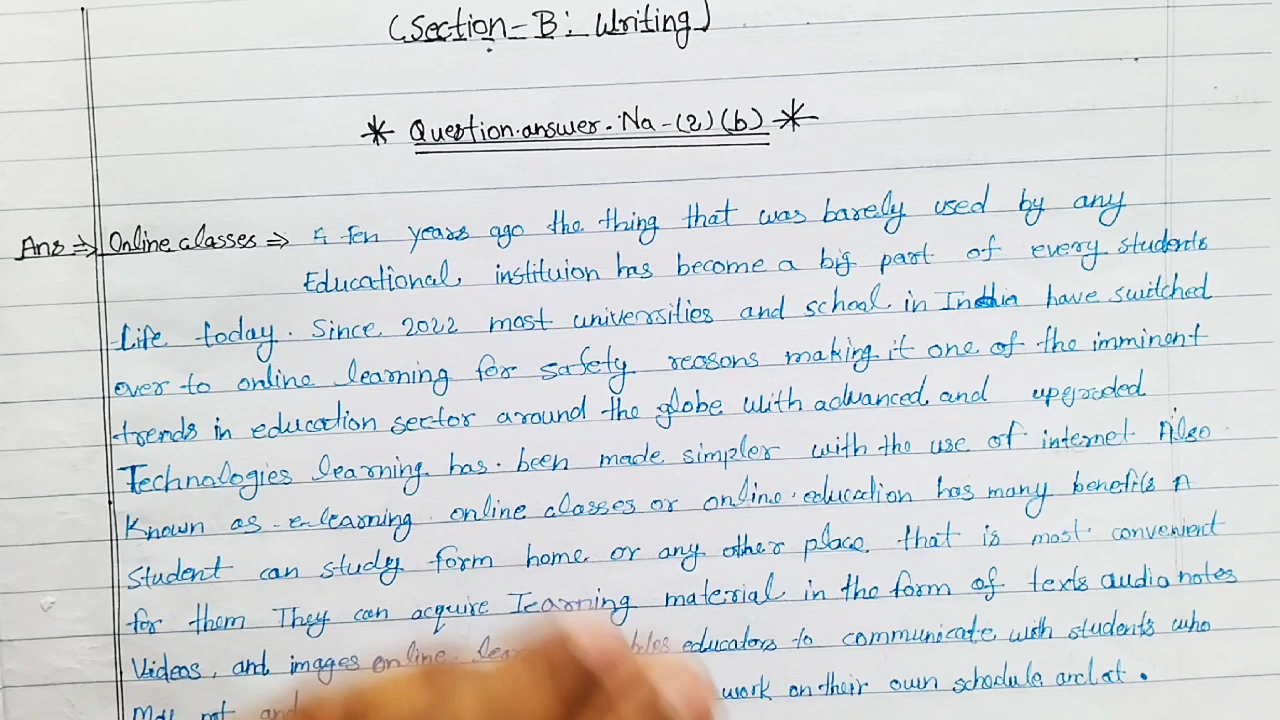 (Section-B: Writing)
* Question.answer.Na-(2)(b) *
Ans ⇒ Online classes ⇒ A few years ago the thing that was barely used by any
Educational instituion has become a big part of every students
Life today. Since 2022 most universities and school in India have switched
over to online learning for safety reasons making it one of the imminent
trends in education sector around the globe with advanced and upgraded
Technologies learning has been made simpler with the use of internet Also
Known as e-learning online classes or online education has many benefits A
Student can study form home or any other place that is most convenient
for them They can acquire learning material in the form of texts audio notes
Videos, and images online educators to communicate with students who
not and work on their own schedule and at.